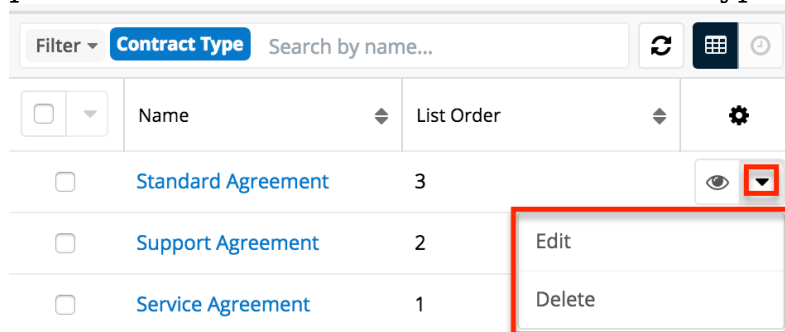 Filter Contract Type Search by name...
Name List Order
Standard Agreement 3
Support Agreement 2 Edit
Service Agreement 1 Delete